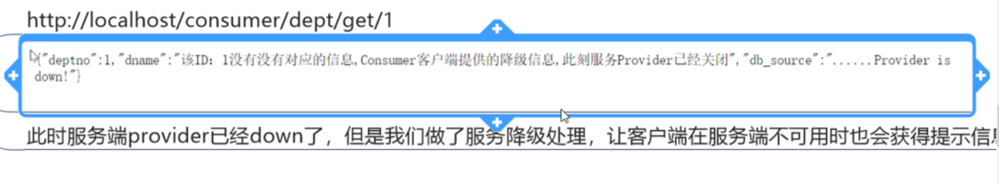 http://localhost/consumer/dept/get/1
{"deptno":1,"dname":"该ID：1没有没有对应的信息,Consumer客户端提供的降级信息,此刻服务Provider已经关闭","db_source":"......Provider is
down!"}
此时服务端provider已经down了，但是我们做了服务降级处理，让客户端在服务端不可用时也会获得提示信